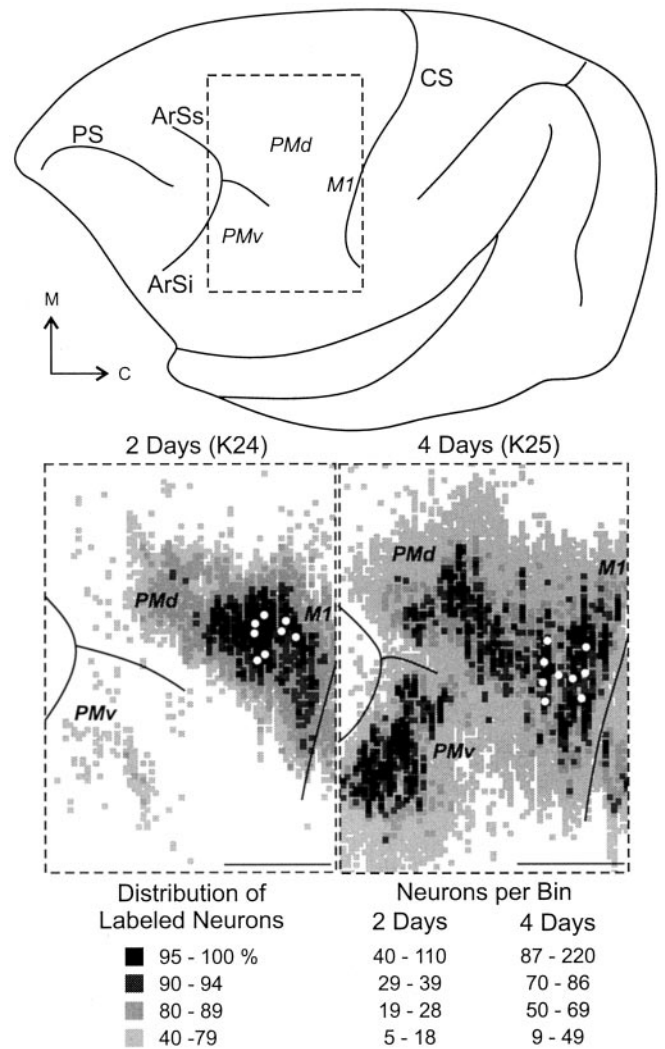 CS
ArSs
PS
PMd
M1
PMv
ArSi
M
C
2 Days (K24)
4 Days (K25)
PMd
M1
PMd
M1
PMv
PMv
Distribution of
Labeled Neurons
Neurons per Bin
2 Days 4 Days
95 - 100 % 40 - 110 87 - 220
90 - 94 29 - 39 70 - 86
80 - 89 19 - 28 50 - 69
40 -79 5 - 18 9 - 49